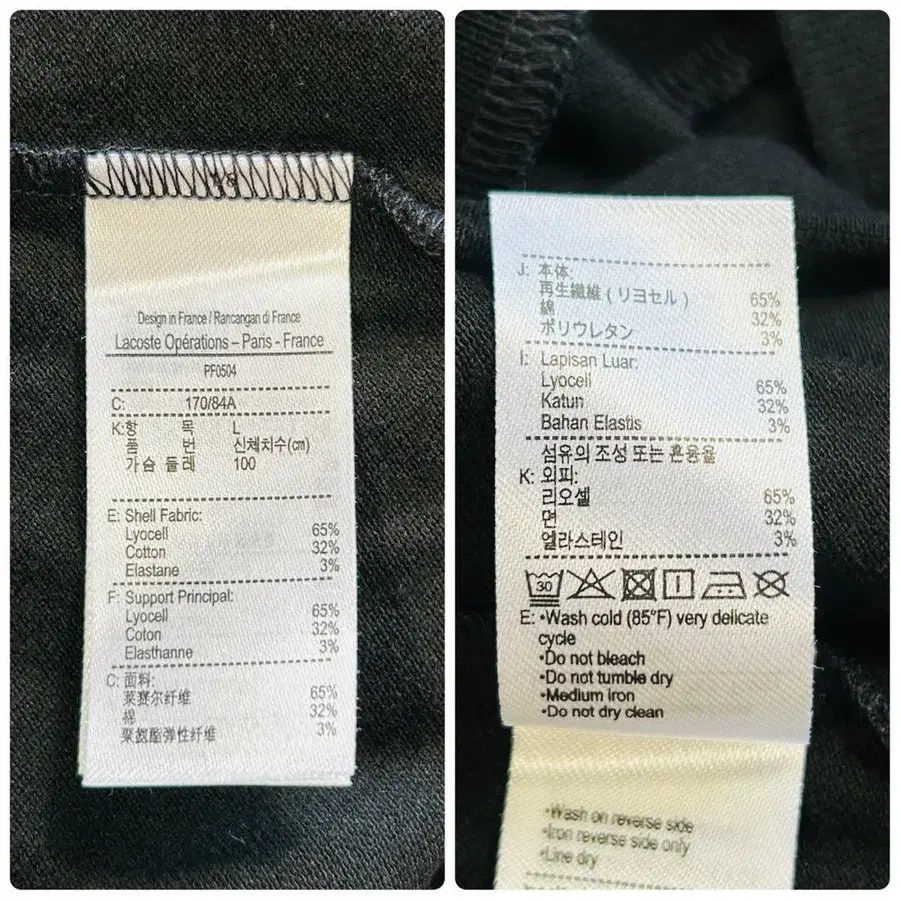 Design in France / Rancangan di France
Lacoste Opérations – Paris - France
PF0504
C: 170/84A
K:항 목 L
품 번 신체치수(cm)
가슴 둘레 100
E: Shell Fabric:
Lyocell 65%
Cotton 32%
Elastane 3%
F: Support Principal:
Lyocell 65%
Coton 32%
Elasthanne 3%
C: 面料:
莱赛尔纤维 65%
棉 32%
聚氨酯弹性纤维 3%
J: 本体:
再生繊維 ( リヨセル ) 65%
綿 32%
ポリウレタン 3%
I: Lapisan Luar:
Lyocell 65%
Katun 32%
Bahan Elastis 3%
섬유의 조성 또는 혼용율
K: 외피:
리오셀 65%
면 32%
엘라스테인 3%
30
E: •Wash cold (85°F) very delicate
cycle
•Do not bleach
•Do not tumble dry
•Medium iron
•Do not dry clean
•Wash on reverse side
•Iron reverse side only
•Line dry